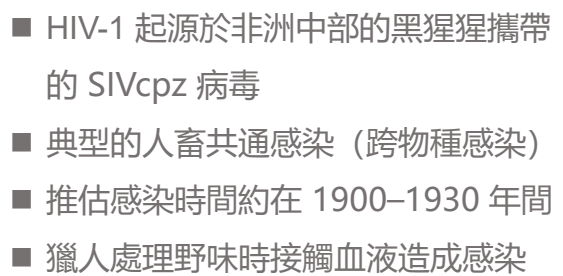 ■ HIV-1 起源於非洲中部的黑猩猩攜帶
的 SIVcpz 病毒
■ 典型的人畜共通感染（跨物種感染）
■ 推估感染時間約在 1900–1930 年間
■ 獵人處理野味時接觸血液造成感染